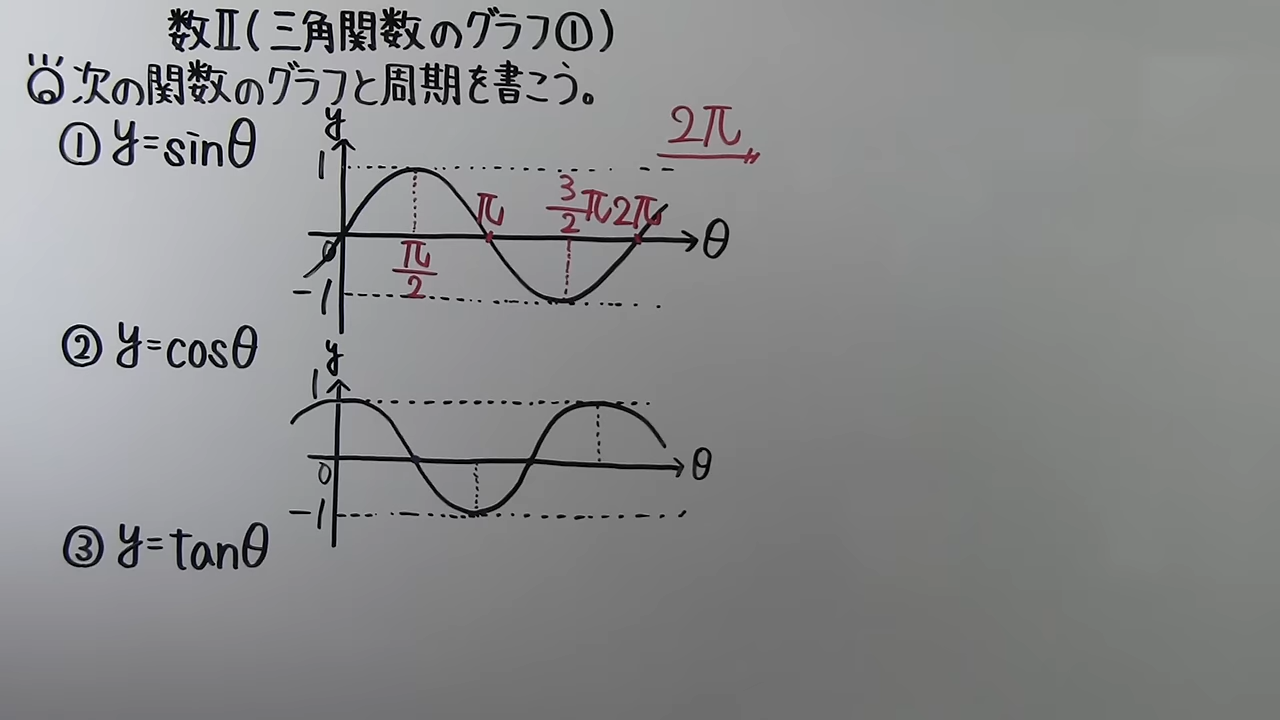 数Ⅱ(三角関数のグラフ①)
次の関数のグラフと周期を書こう。
① y=sinθ
y
1
0
-1
π/2
π
3/2π
2π
θ
2π
② y=cosθ
y
1
0
-1
θ
③ y=tanθ